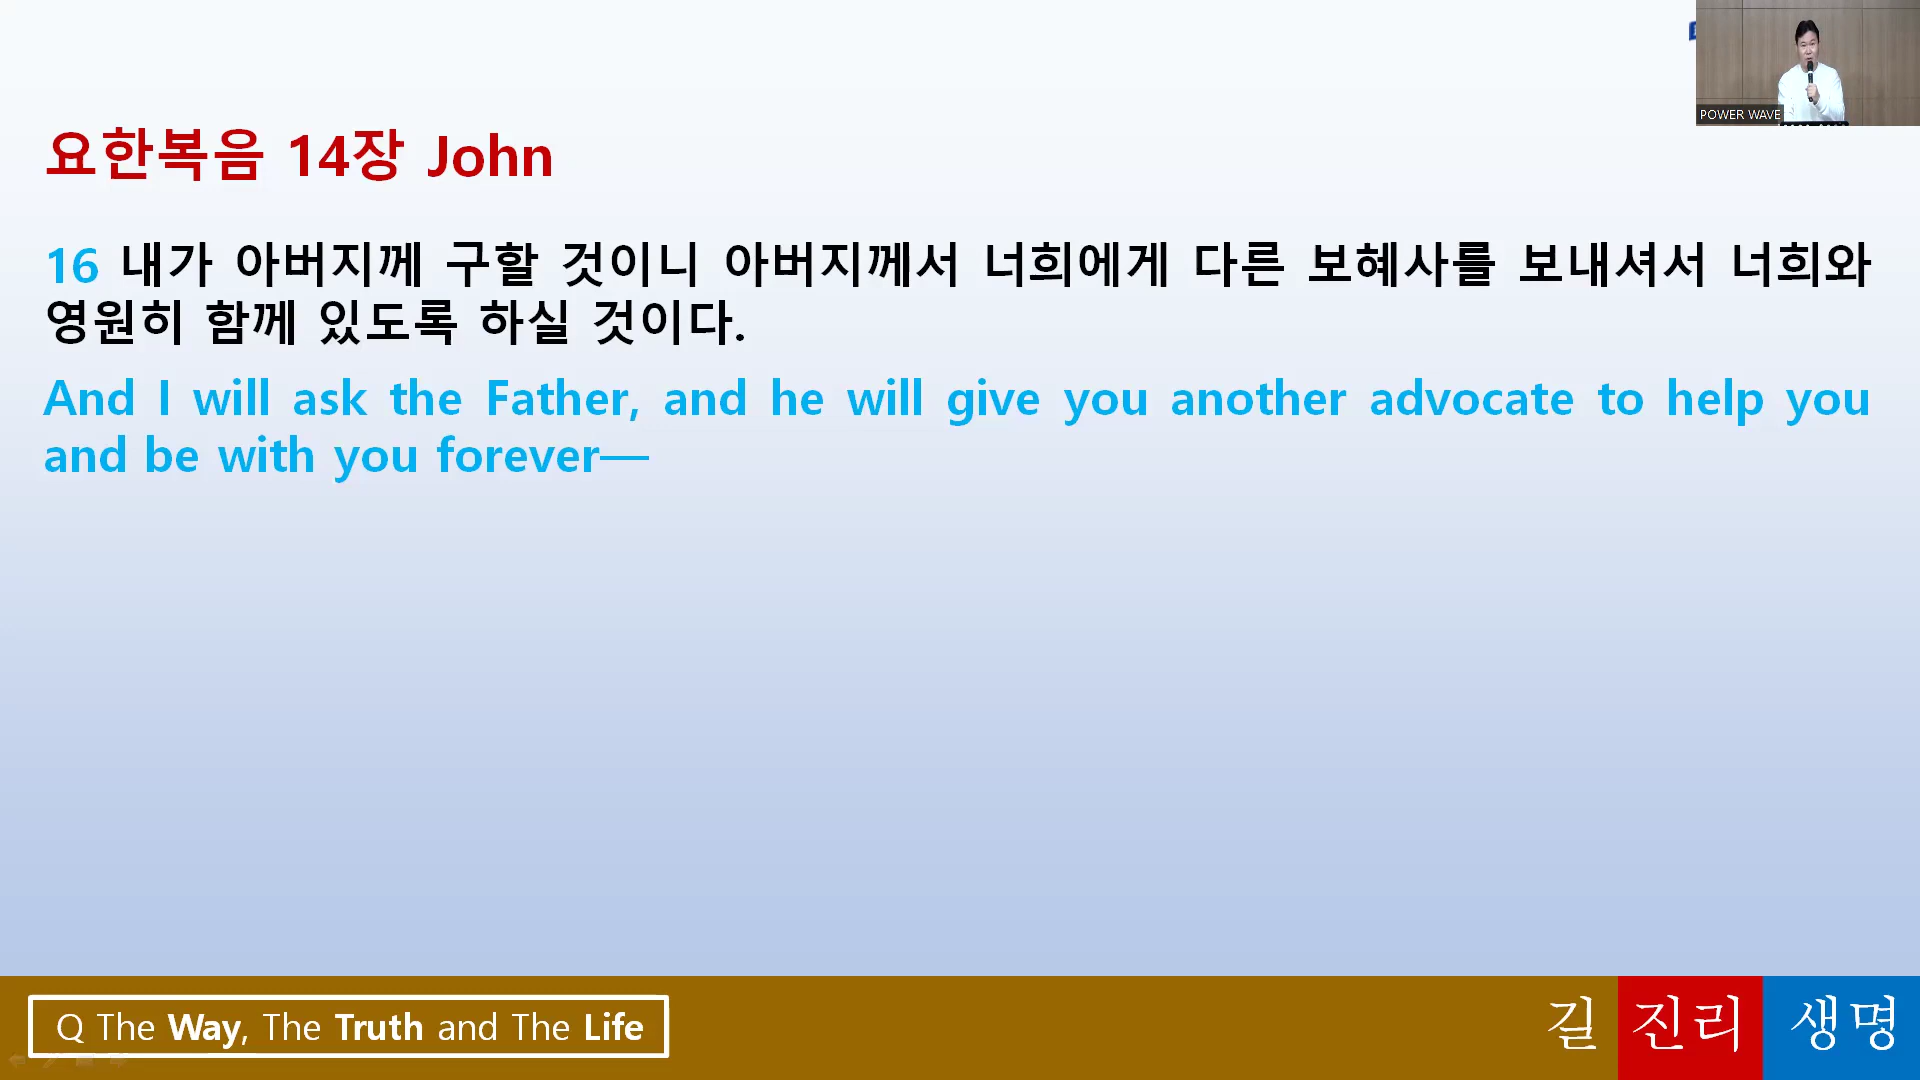 POWER WAVE
요한복음 14장 John
16 내가 아버지께 구할 것이니 아버지께서 너희에게 다른 보혜사를 보내셔서 너희와
영원히 함께 있도록 하실 것이다.
And I will ask the Father, and he will give you another advocate to help you
and be with you forever—
Q The Way, The Truth and The Life
길 진리 생명